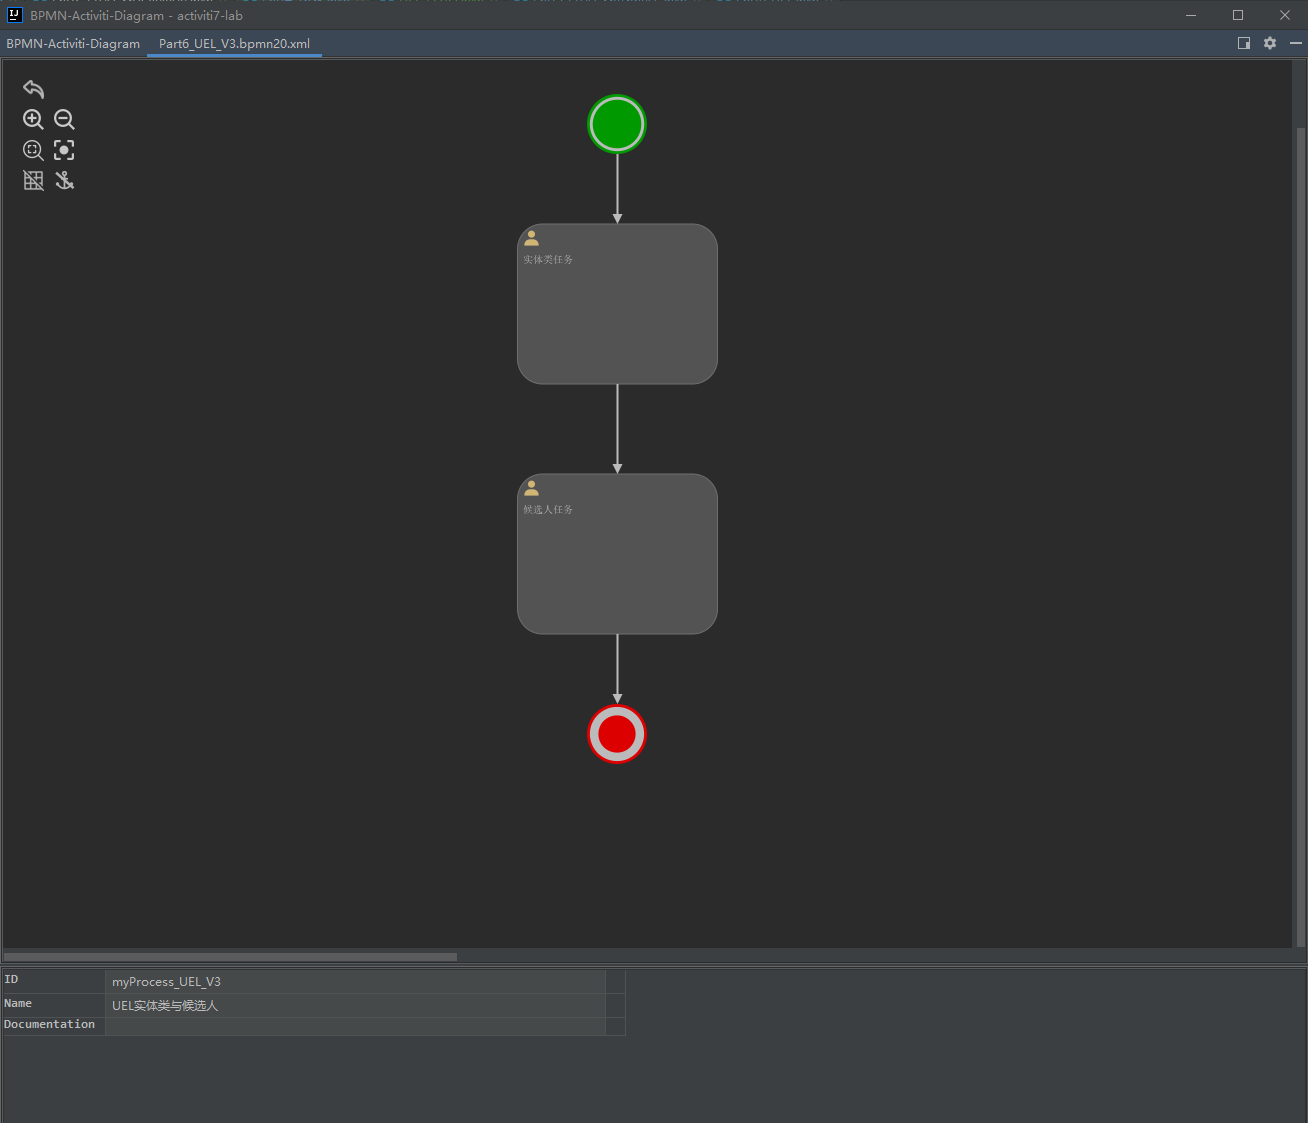 BPMN-Activiti-Diagram - activiti7-lab
BPMN-Activiti-Diagram Part6_UEL_V3.bpmn20.xml
实体类任务
候选人任务
ID myProcess_UEL_V3
Name UEL实体类与候选人
Documentation